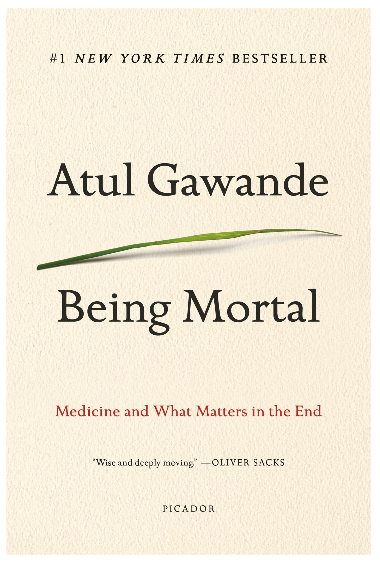 #1 NEW YORK TIMES BESTSELLER
Atul Gawande
Being Mortal
Medicine and What Matters in the End
"Wise and deeply moving." —OLIVER SACKS
PICADOR